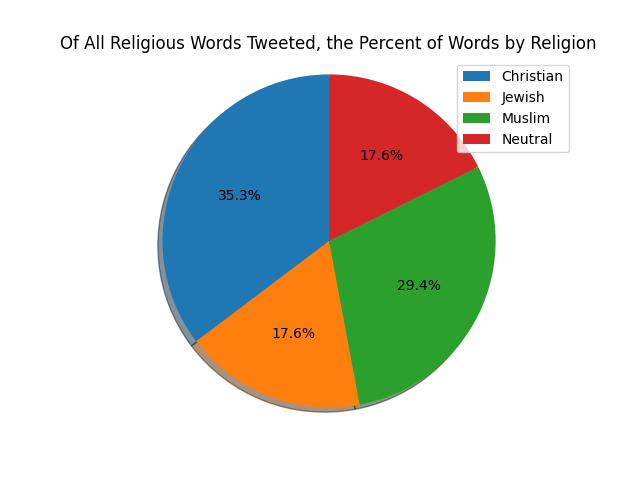 Of All Religious Words Tweeted, the Percent of Words by Religion
Christian
Jewish
Muslim
Neutral
17.6%
35.3%
29.4%
17.6%